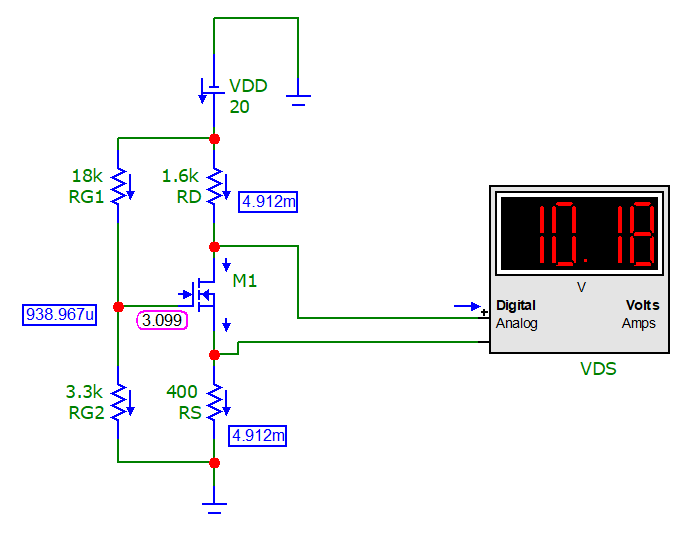 VDD
20
18k
RG1
1.6k
RD
4.912m
10.18
V
M1
938.967u
3.099
+
Digital
Volts
Analog
Amps
VDS
3.3k
RG2
400
RS
4.912m